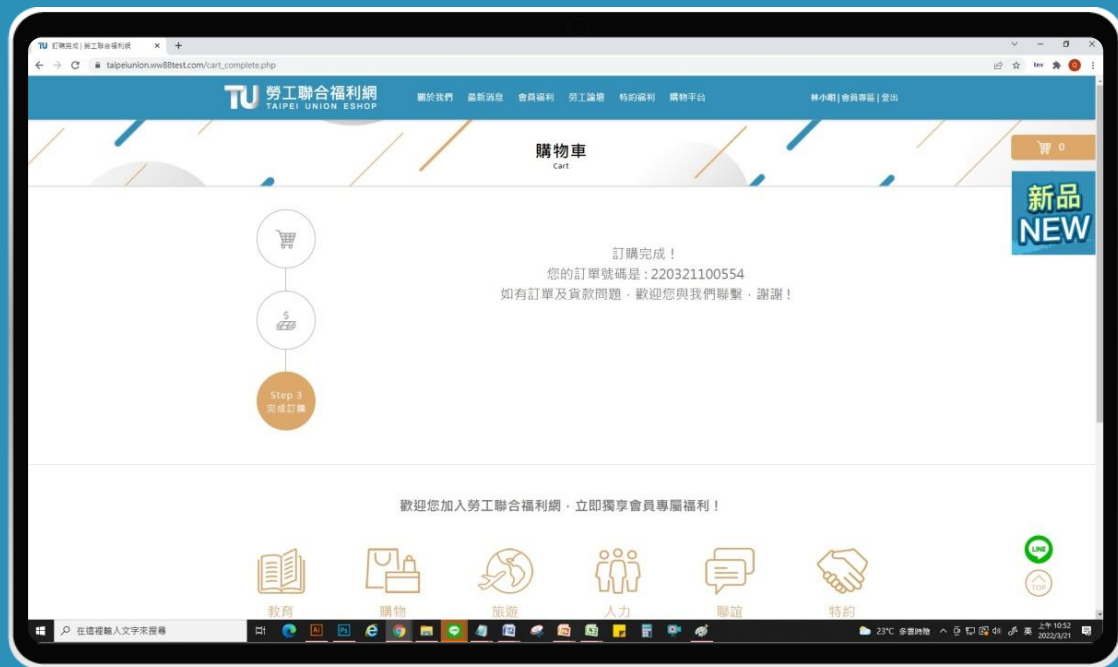 訂購完成 | 勞工聯合福利網
taipeiunion.ww88test.com/cart_complete.php
TU 勞工聯合福利網
TAIPEI UNION ESHOP
關於我們 最新消息 會員福利 勞工論壇 特約福利 購物平台
林小明 | 會員專區 | 登出
購物車
Cart
0
新品
NEW
訂購完成！
您的訂單號碼是 : 220321100554
如有訂單及貨款問題，歡迎您與我們聯繫，謝謝！
$
Step 3
完成訂購
歡迎您加入勞工聯合福利網，立即獨享會員專屬福利！
LINE
TOP
教育 購物 旅遊 人力 聯誼 特約
在這裡輸入文字來搜尋
Ai Ps
23°C 多雲時陰
英
上午 10:52
2022/3/21